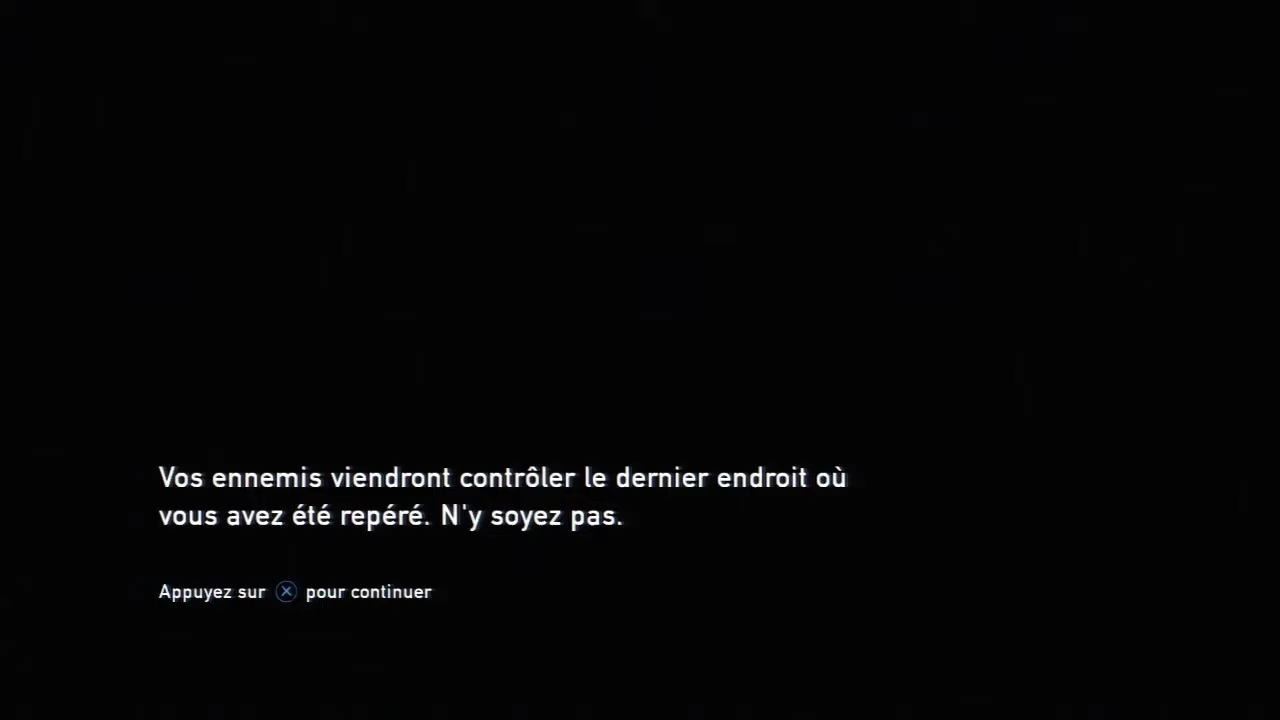 Vos ennemis viendront contrôler le dernier endroit où
vous avez été repéré. N'y soyez pas.
Appuyez sur ⓧ pour continuer